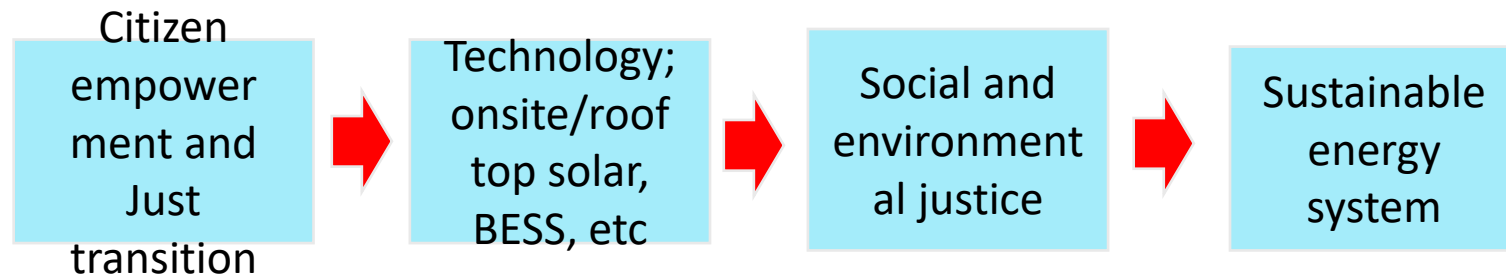 Citizen
empower
ment and
Just
transition
Technology;
onsite/roof
top solar,
BESS, etc
Social and
environment
al justice
Sustainable
energy
system